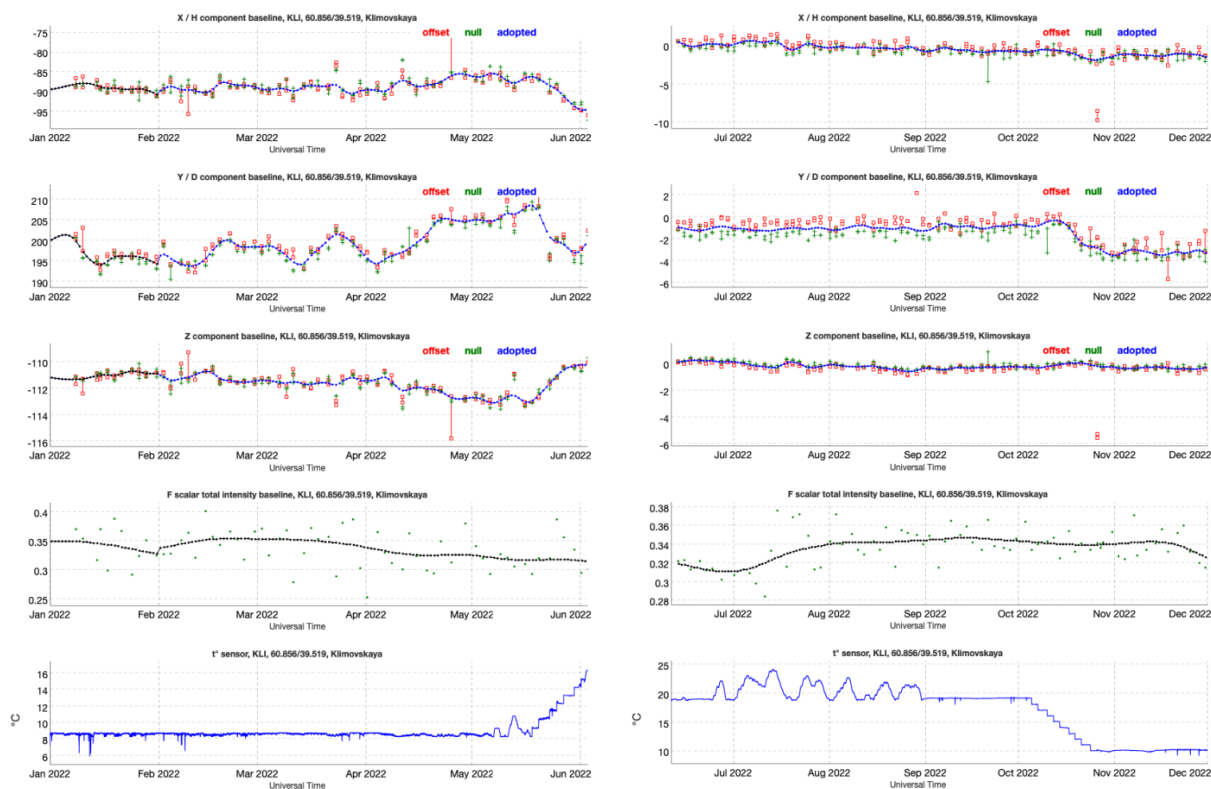 X / H component baseline, KLI, 60.856/39.519, Klimovskaya
offset null adopted
-75
-80
-85
-90
-95
Jan 2022 Feb 2022 Mar 2022 Apr 2022 May 2022 Jun 2022
Universal Time
Y / D component baseline, KLI, 60.856/39.519, Klimovskaya
offset null adopted
210
205
200
195
190
Jan 2022 Feb 2022 Mar 2022 Apr 2022 May 2022 Jun 2022
Universal Time
Z component baseline, KLI, 60.856/39.519, Klimovskaya
offset null adopted
-110
-112
-114
-116
Jan 2022 Feb 2022 Mar 2022 Apr 2022 May 2022 Jun 2022
Universal Time
F scalar total intensity baseline, KLI, 60.856/39.519, Klimovskaya
0.4
0.35
0.3
0.25
Jan 2022 Feb 2022 Mar 2022 Apr 2022 May 2022 Jun 2022
Universal Time
t° sensor, KLI, 60.856/39.519, Klimovskaya
°C
16
14
12
10
8
6
Jan 2022 Feb 2022 Mar 2022 Apr 2022 May 2022 Jun 2022
Universal Time
X / H component baseline, KLI, 60.856/39.519, Klimovskaya
offset null adopted
0
-5
-10
Jul 2022 Aug 2022 Sep 2022 Oct 2022 Nov 2022 Dec 2022
Universal Time
Y / D component baseline, KLI, 60.856/39.519, Klimovskaya
offset null adopted
2
0
-2
-4
-6
Jul 2022 Aug 2022 Sep 2022 Oct 2022 Nov 2022 Dec 2022
Universal Time
Z component baseline, KLI, 60.856/39.519, Klimovskaya
offset null adopted
0
-2
-4
-6
Jul 2022 Aug 2022 Sep 2022 Oct 2022 Nov 2022 Dec 2022
Universal Time
F scalar total intensity baseline, KLI, 60.856/39.519, Klimovskaya
0.38
0.36
0.34
0.32
0.3
0.28
Jul 2022 Aug 2022 Sep 2022 Oct 2022 Nov 2022 Dec 2022
Universal Time
t° sensor, KLI, 60.856/39.519, Klimovskaya
°C
25
20
15
10
Jul 2022 Aug 2022 Sep 2022 Oct 2022 Nov 2022 Dec 2022
Universal Time